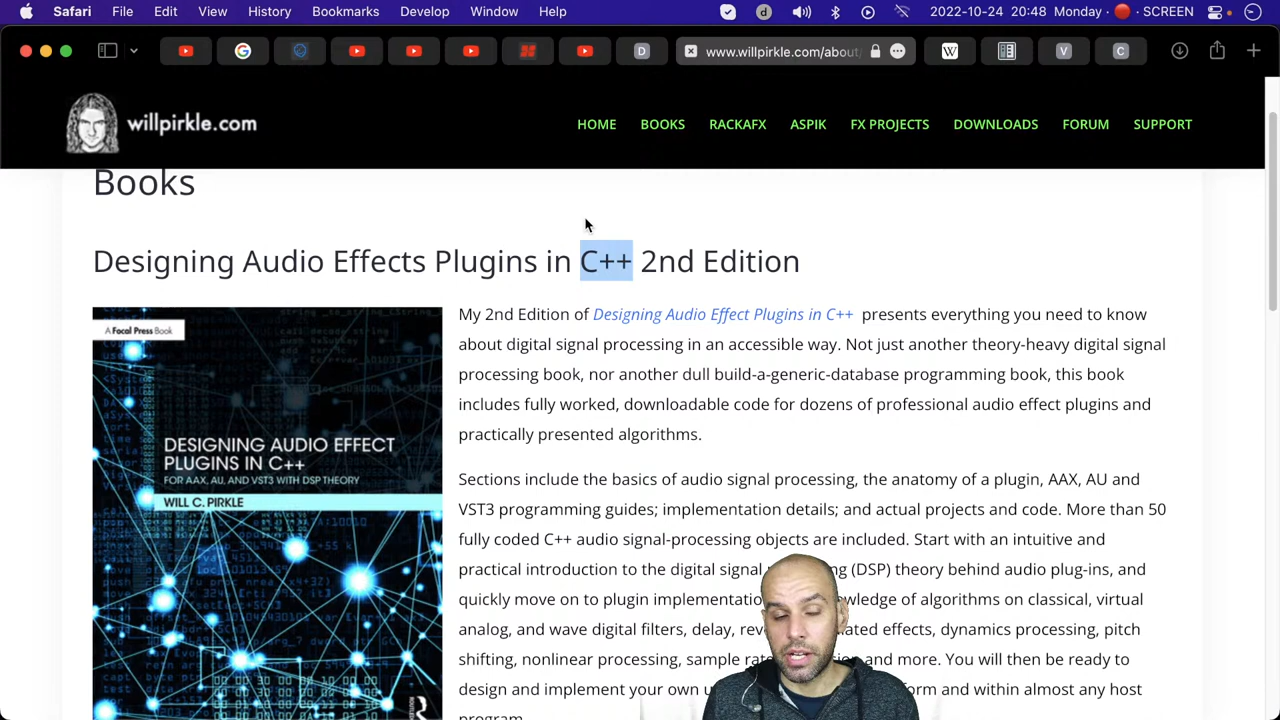 Safari File Edit View History Bookmarks Develop Window Help d 2022-10-24 20:48 Monday SCREEN
G D www.willpirkle.com/about/ W V C
willpirkle.com HOME BOOKS RACKAFX ASPIK FX PROJECTS DOWNLOADS FORUM SUPPORT
Books
Designing Audio Effects Plugins in C++ 2nd Edition
A Focal Press Book
DESIGNING AUDIO EFFECT
PLUGINS IN C++
FOR AAX, AU, AND VST3 WITH DSP THEORY
WILL C. PIRKLE
My 2nd Edition of Designing Audio Effect Plugins in C++ presents everything you need to know
about digital signal processing in an accessible way. Not just another theory-heavy digital signal
processing book, nor another dull build-a-generic-database programming book, this book
includes fully worked, downloadable code for dozens of professional audio effect plugins and
practically presented algorithms.
Sections include the basics of audio signal processing, the anatomy of a plugin, AAX, AU and
VST3 programming guides; implementation details; and actual projects and code. More than 50
fully coded C++ audio signal-processing objects are included. Start with an intuitive and
practical introduction to the digital signal (DSP) theory behind audio plug-ins, and
quickly move on to plugin of algorithms on classical, virtual
analog, and wave digital filters, delay, effects, dynamics processing, pitch
shifting, nonlinear processing, sample and more. You will then be ready to
design and implement your own and within almost any host
program.